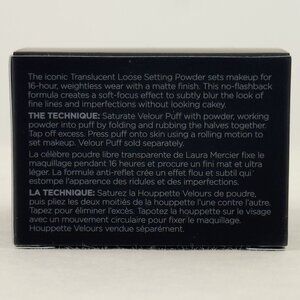 The iconic Translucent Loose Setting Powder sets makeup for
16-hour, weightless wear with a matte finish. This no-flashback
formula creates a soft-focus effect to subtly blur the look of
fine lines and imperfections without looking cakey.
THE TECHNIQUE: Saturate Velour Puff with powder, working
powder into puff by folding and rubbing the halves together.
Tap off excess. Press puff onto skin using a rolling motion to
set makeup. Velour Puff sold separately.
La célèbre poudre libre transparente de Laura Mercier fixe le
maquillage pendant 16 heures et procure un fini mat et ultra
léger. La formule anti-reflet crée un effet flou et subtil qui
estompe l'apparence des ridules et des imperfections.
LA TECHNIQUE: Saturez la Houppette Velours de poudre,
puis pliez les deux moitiés de la houppette l'une contre l'autre.
Tapez pour éliminer l'excès. Tapotez la houppette sur le visage
avec un mouvement circulaire pour fixer le maquillage.
Houppette Velours vendue séparément.